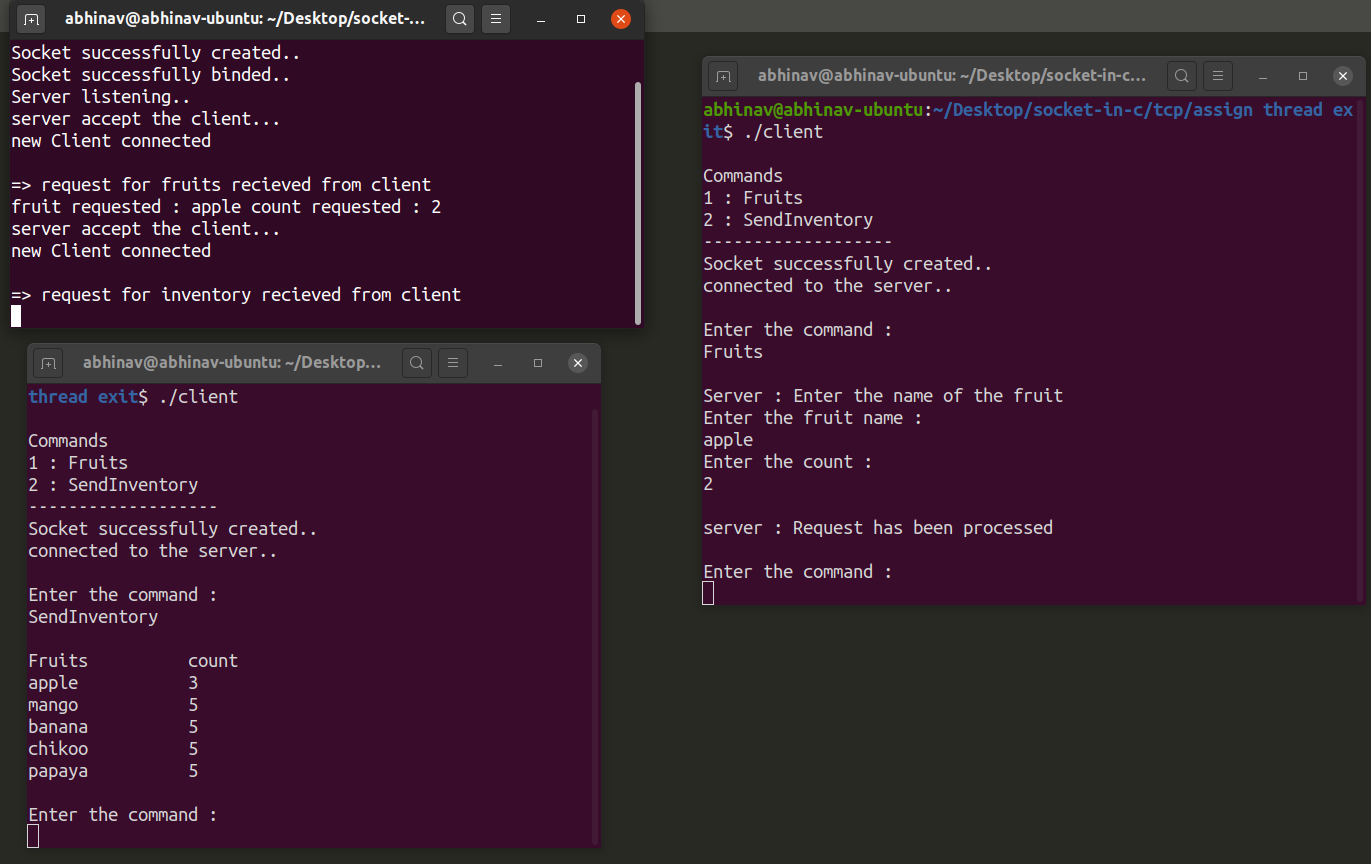 abhinav@abhinav-ubuntu: ~/Desktop/socket-...
Socket successfully created..
Socket successfully binded..
Server listening..
server accept the client...
new Client connected
=> request for fruits recieved from client
fruit requested : apple count requested : 2
server accept the client...
new Client connected
=> request for inventory recieved from client
abhinav@abhinav-ubuntu: ~/Desktop...
thread exit$ ./client
Commands
1 : Fruits
2 : SendInventory
-------------------
Socket successfully created..
connected to the server..
Enter the command :
SendInventory
Fruits count
apple 3
mango 5
banana 5
chikoo 5
papaya 5
Enter the command :
abhinav@abhinav-ubuntu: ~/Desktop/socket-in-c...
abhinav@abhinav-ubuntu:~/Desktop/socket-in-c/tcp/assign thread ex
it$ ./client
Commands
1 : Fruits
2 : SendInventory
-------------------
Socket successfully created..
connected to the server..
Enter the command :
Fruits
Server : Enter the name of the fruit
Enter the fruit name :
apple
Enter the count :
2
server : Request has been processed
Enter the command :